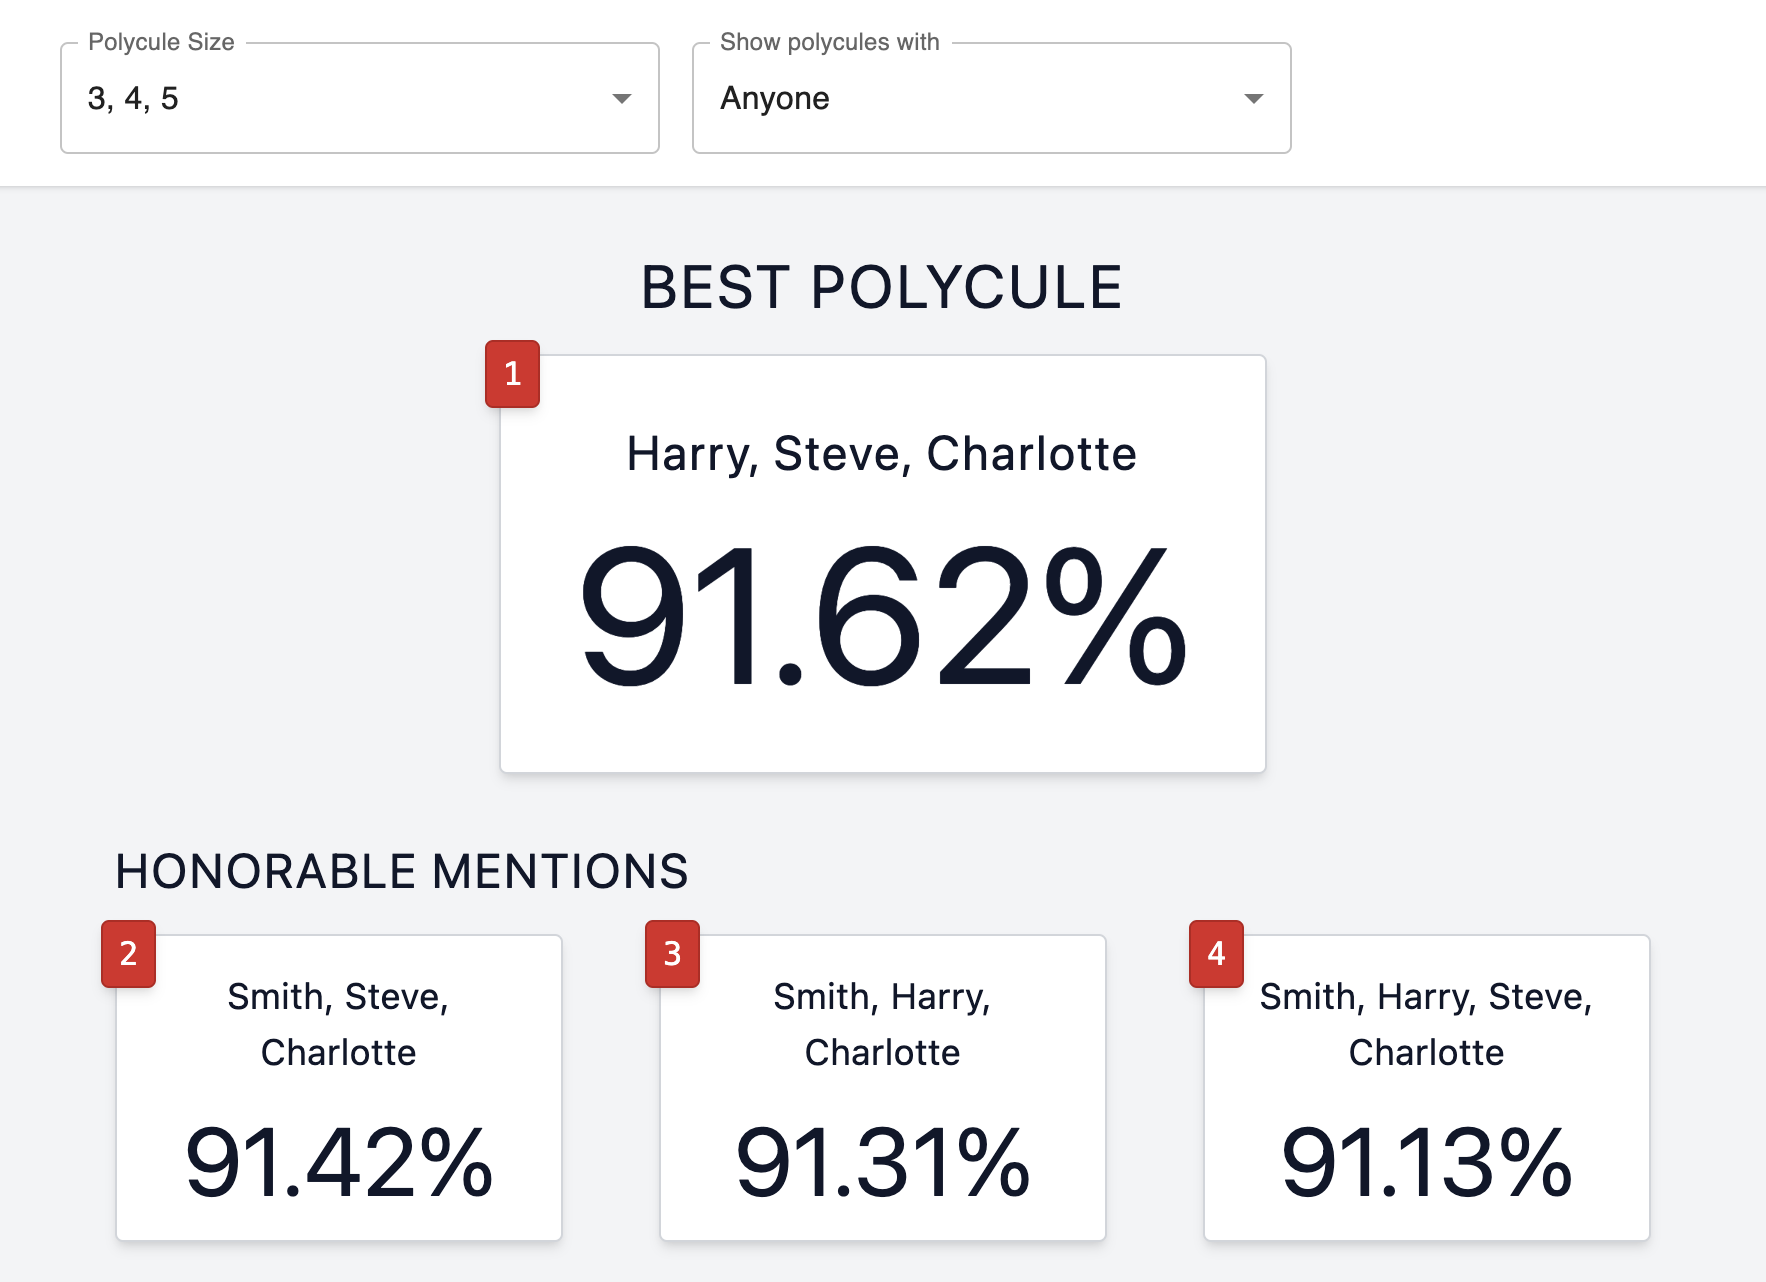 Polycule Size
3, 4, 5
Show polycules with
Anyone
BEST POLYCULE
1
Harry, Steve, Charlotte
91.62%
HONORABLE MENTIONS
2
Smith, Steve,
Charlotte
91.42%
3
Smith, Harry,
Charlotte
91.31%
4
Smith, Harry, Steve,
Charlotte
91.13%